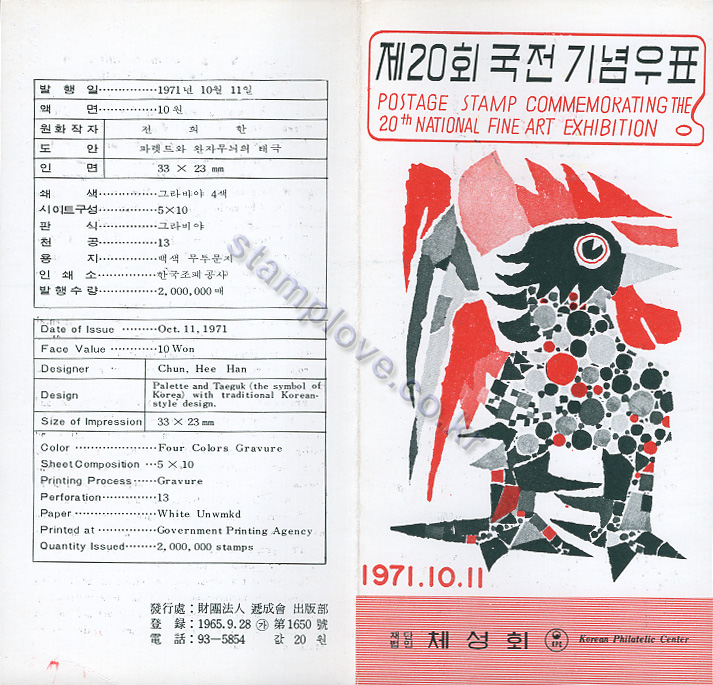 발 행 일 ··············1971년 10월 11일
액 면 ··············10 원
원 화 작 자 전 희 한
도 안 파렛트와 완자무늬의 태극
인 면 33 × 23 mm
쇄 색 ··············그라비아 4색
시이트구성 ··············5×10
판 식 ··············그라비아
천 공 ··············13
용 지 ··············백색 무투문지
인 쇄 소 ··············한국조폐공사
발 행 수 량 ··············2,000,000매
Date of Issue ·········Oct. 11, 1971
Face Value ···········10 Won
Designer Chun, Hee Han
Design Palette and Taeguk (the symbol of
Korea) with traditional Korean-
style design.
Size of Impression 33 × 23 mm
Color ·····················Four Colors Gravure
Sheet Composition ···5 × 10
Printing Process ······Gravure
Perforation··············13
Paper ····················White Unwmkd
Printed at ···············Government Printing Agency
Quantity Issued·······2,000,000 stamps
發行處 : 財團法人 遞成會 出版部
登 錄 : 1965.9.28 ㉮ 第1650 號
電 話 : 93-5854 값 20 원
제20회 국전 기념우표
POSTAGE STAMP COMMEMORATING THE
20th NATIONAL FINE ART EXHIBITION
1971.10.11
재단
법인 체성회 KPC Korean Philatelic Center
stamplove.co.kr